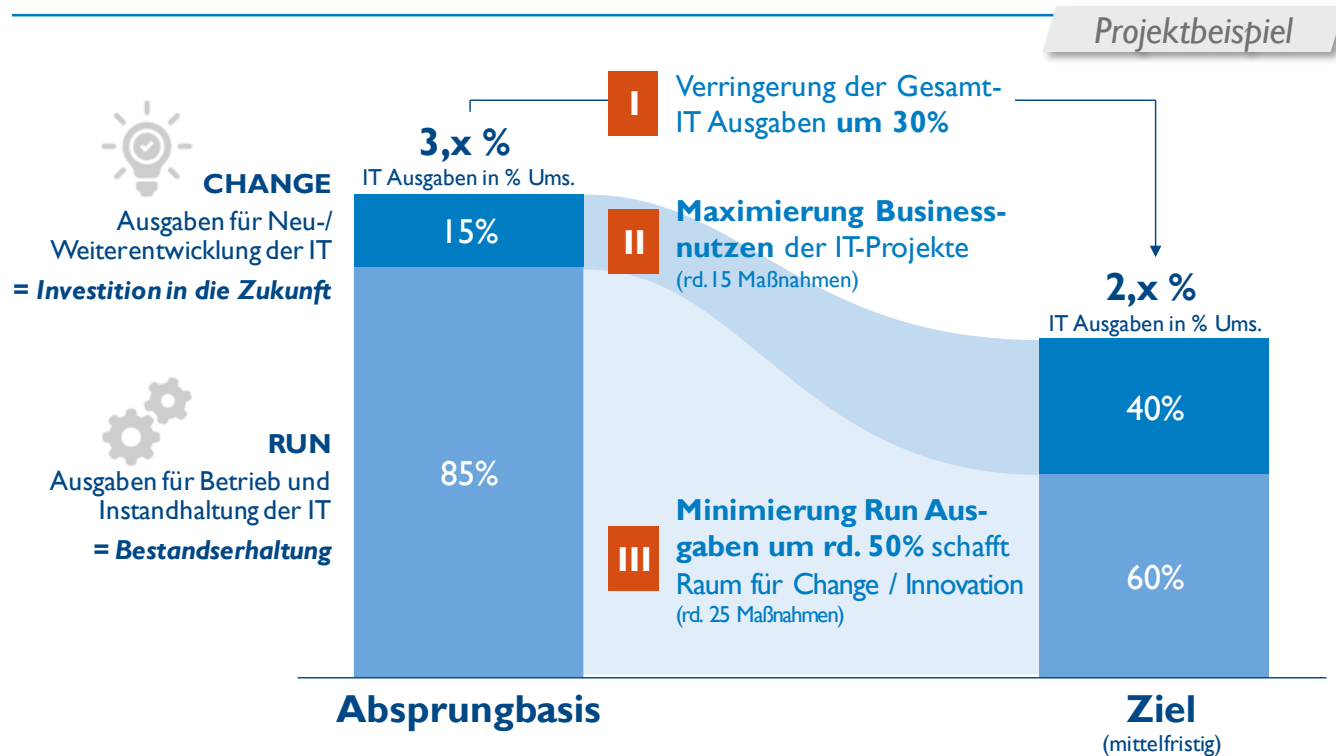 Projektbeispiel
I
Verringerung der Gesamt-
IT Ausgaben um 30%
3,x %
IT Ausgaben in % Ums.
CHANGE
Ausgaben für Neu-/
Weiterentwicklung der IT
= Investition in die Zukunft
15%
II
Maximierung Business-
nutzen der IT-Projekte
(rd.15 Maßnahmen)
2,x %
IT Ausgaben in % Ums.
40%
RUN
Ausgaben für Betrieb und
Instandhaltung der IT
= Bestandserhaltung
85%
III
Minimierung Run Aus-
gaben um rd. 50% schafft
Raum für Change / Innovation
(rd. 25 Maßnahmen)
60%
Absprungbasis
Ziel
(mittelfristig)